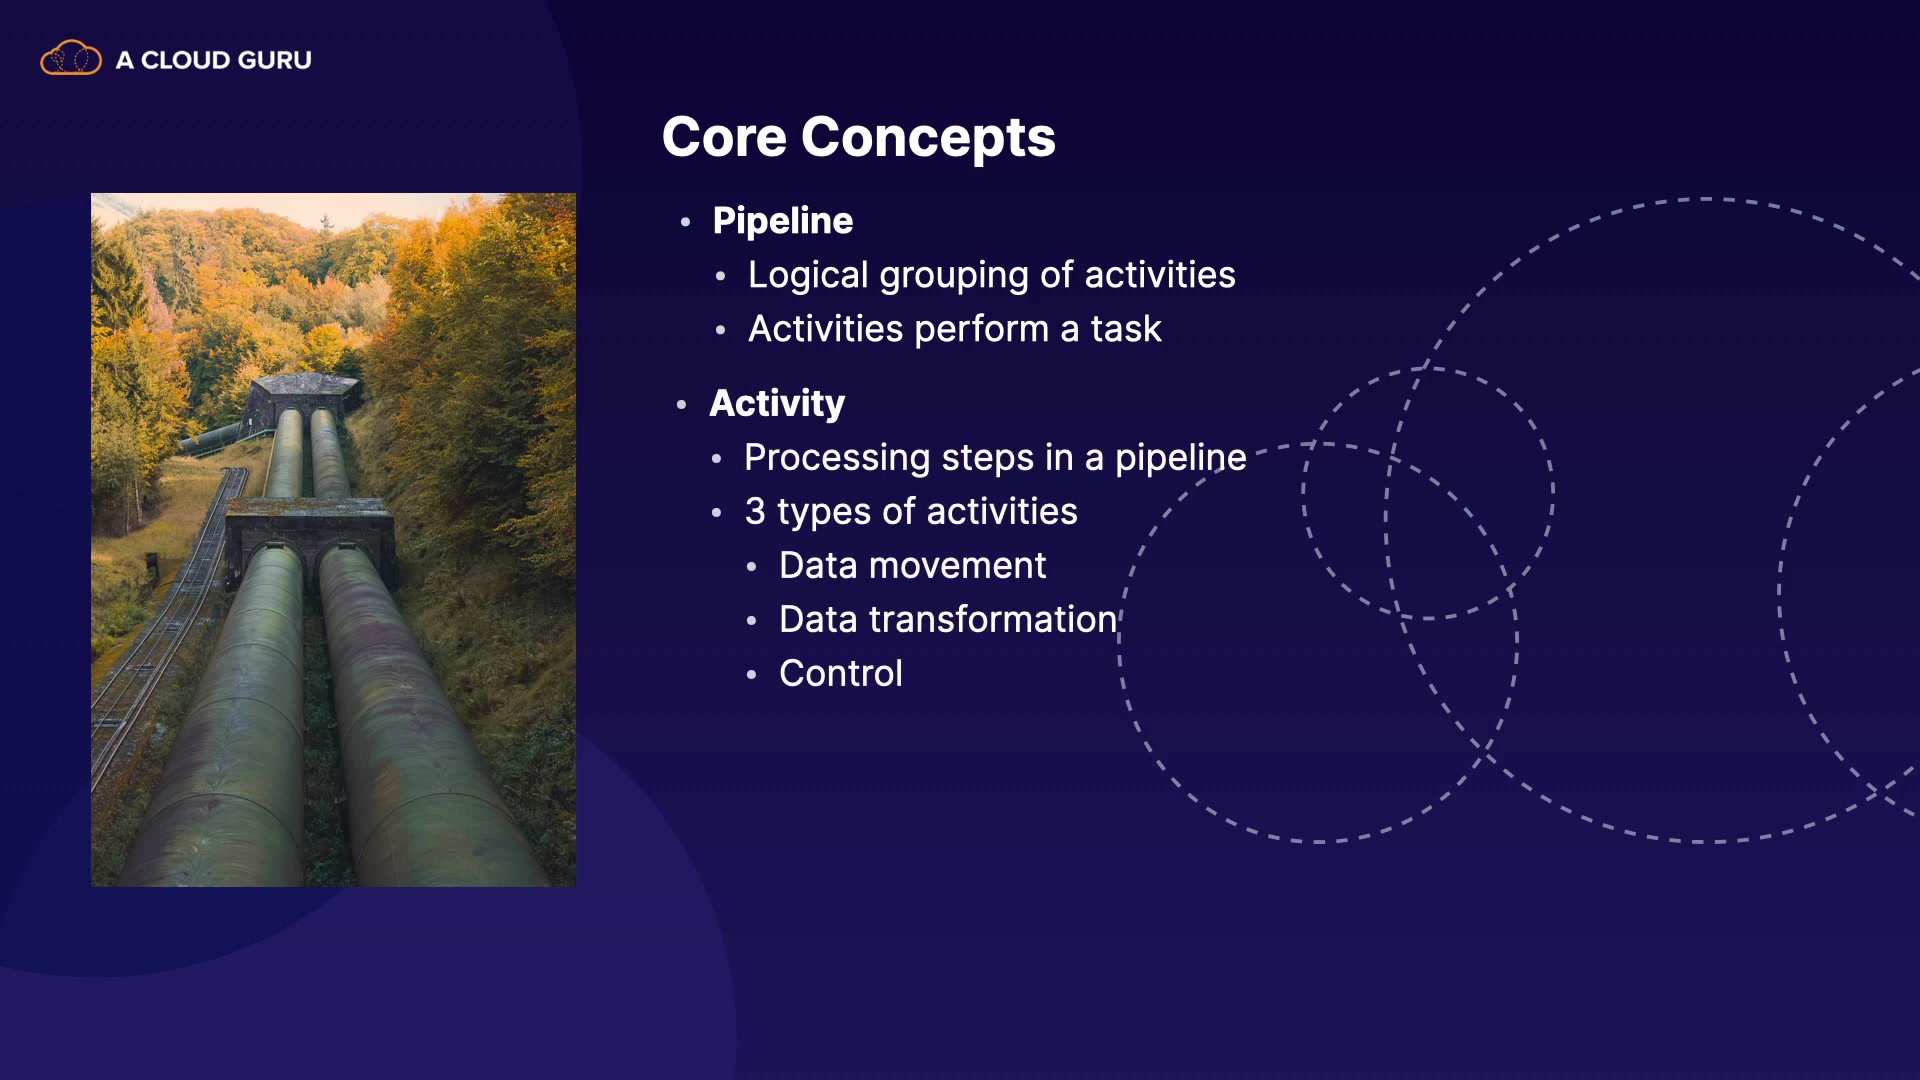 A CLOUD GURU
Core Concepts
• Pipeline
• Logical grouping of activities
• Activities perform a task
• Activity
• Processing steps in a pipeline
• 3 types of activities
• Data movement
• Data transformation
• Control